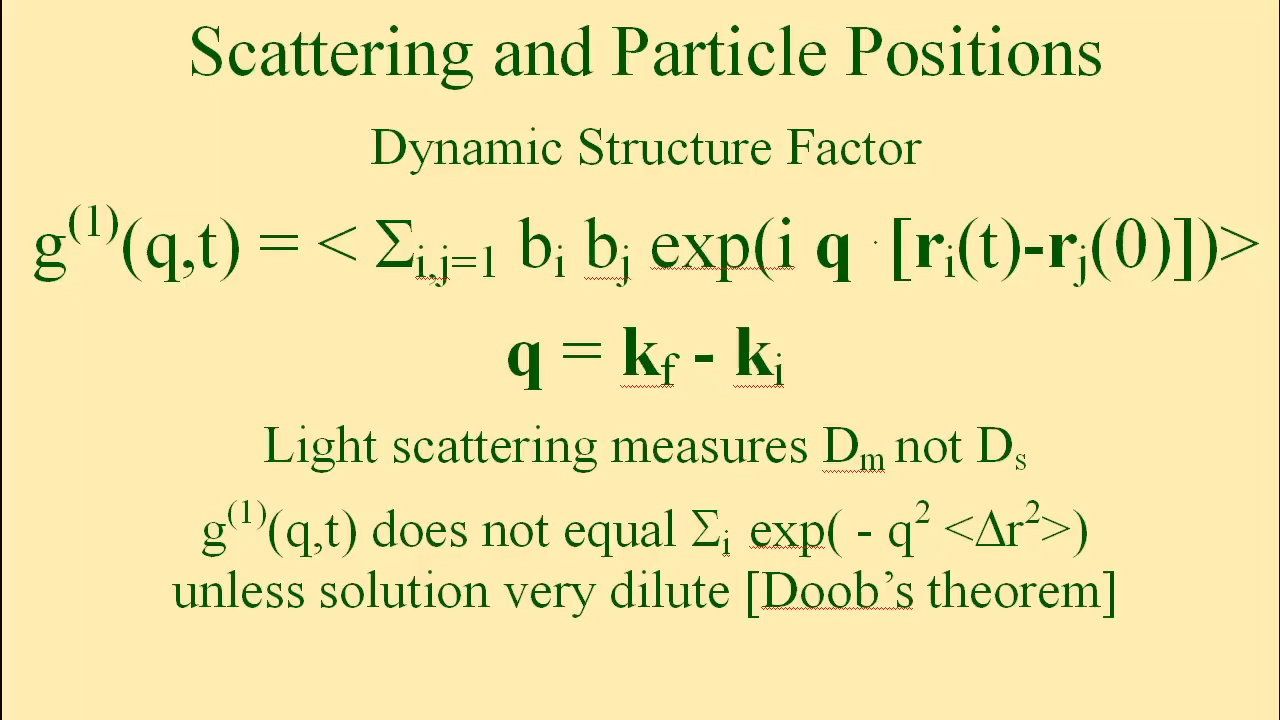 Scattering and Particle Positions
Dynamic Structure Factor
g⁽¹⁾(q,t) = < Σi,j=1 bi bj exp(i q · [ri(t)-rj(0)])>
q = kf - ki
Light scattering measures Dm not Ds
g⁽¹⁾(q,t) does not equal Σi exp( - q² <Δr²>)
unless solution very dilute [Doob’s theorem]